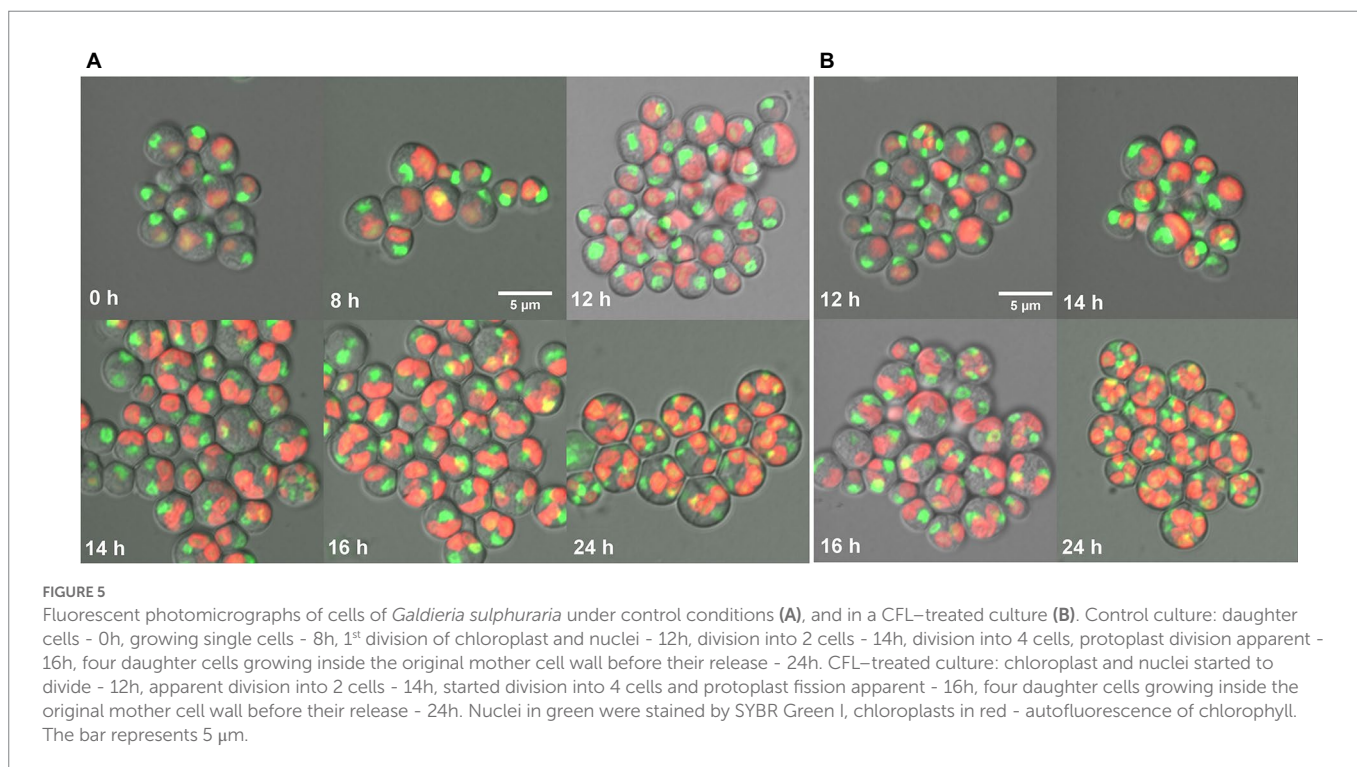 A
B
0 h
8 h
5 µm
12 h
12 h
5 µm
14 h
14 h
16 h
24 h
16 h
24 h
FIGURE 5
Fluorescent photomicrographs of cells of Galdieria sulphuraria under control conditions (A), and in a CFL–treated culture (B). Control culture: daughter
cells - 0h, growing single cells - 8h, 1st division of chloroplast and nuclei - 12h, division into 2 cells - 14h, division into 4 cells, protoplast division apparent -
16h, four daughter cells growing inside the original mother cell wall before their release - 24h. CFL–treated culture: chloroplast and nuclei started to
divide - 12h, apparent division into 2 cells - 14h, started division into 4 cells and protoplast fission apparent - 16h, four daughter cells growing inside the
original mother cell wall before their release - 24h. Nuclei in green were stained by SYBR Green I, chloroplasts in red - autofluorescence of chlorophyll.
The bar represents 5 µm.